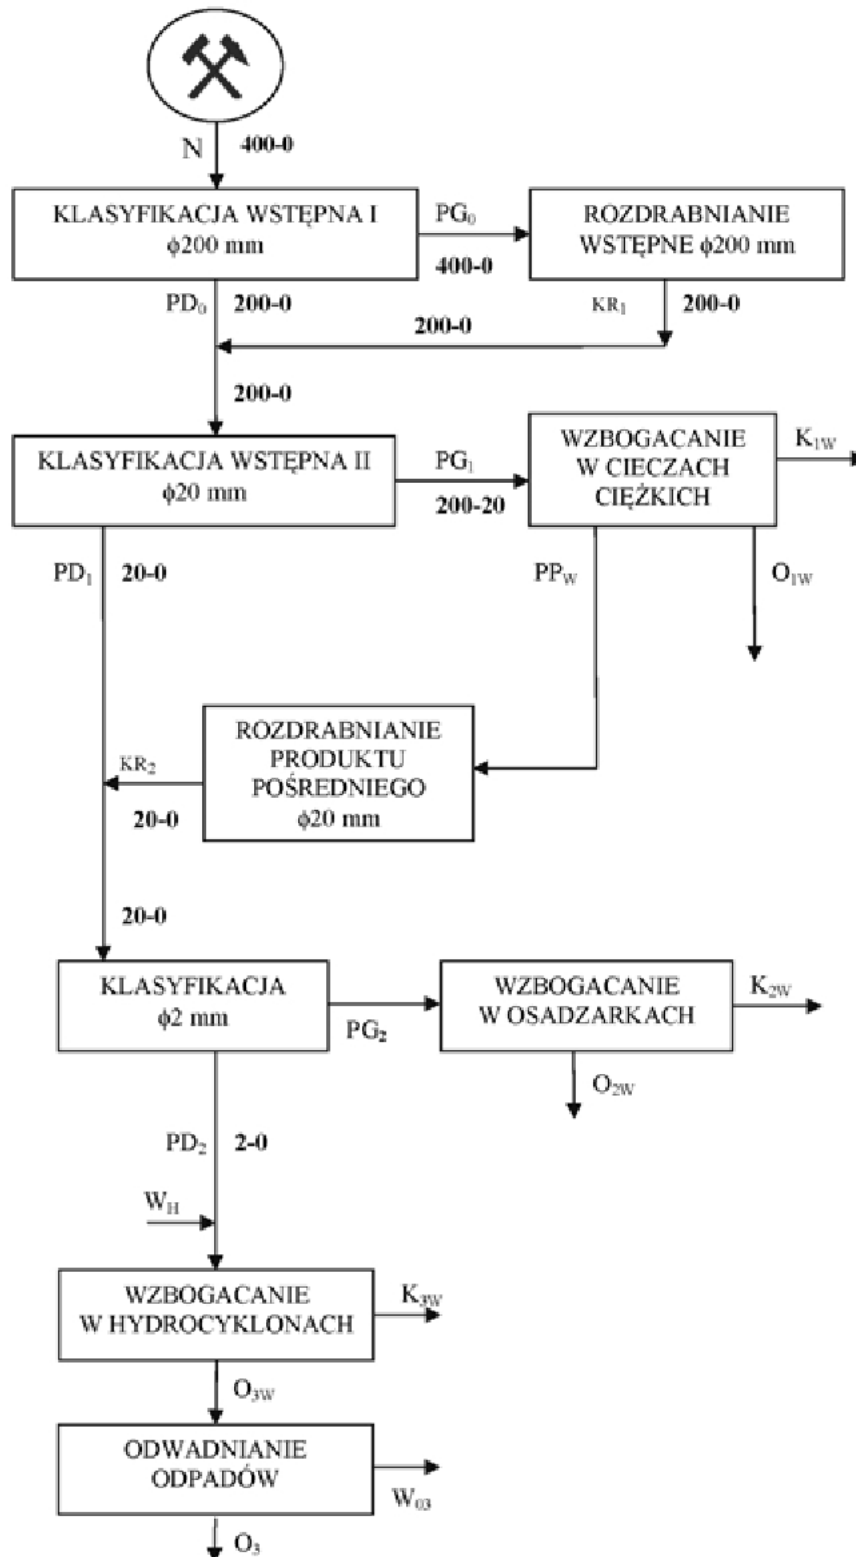 N 400-0
KLASYFIKACJA WSTĘPNA I
ϕ200 mm
PG₀
400-0
ROZDRABNIANIE
WSTĘPNE ϕ200 mm
PD₀ 200-0
200-0
KR₁ 200-0
200-0
KLASYFIKACJA WSTĘPNA II
ϕ20 mm
PG₁
200-20
WZBOGACANIE
W CIECZACH
CIĘŻKICH
K₁W
PD₁ 20-0
PPW
O₁W
ROZDRABNIANIE
PRODUKTU
POŚREDNIEGO
ϕ20 mm
KR₂
20-0
20-0
KLASYFIKACJA
ϕ2 mm
PG₂
WZBOGACANIE
W OSADZARKACH
K₂W
O₂W
PD₂ 2-0
WH
WZBOGACANIE
W HYDROCYKLONACH
K₃W
O₃W
ODWADNIANIE
ODPADÓW
W₀₃
O₃